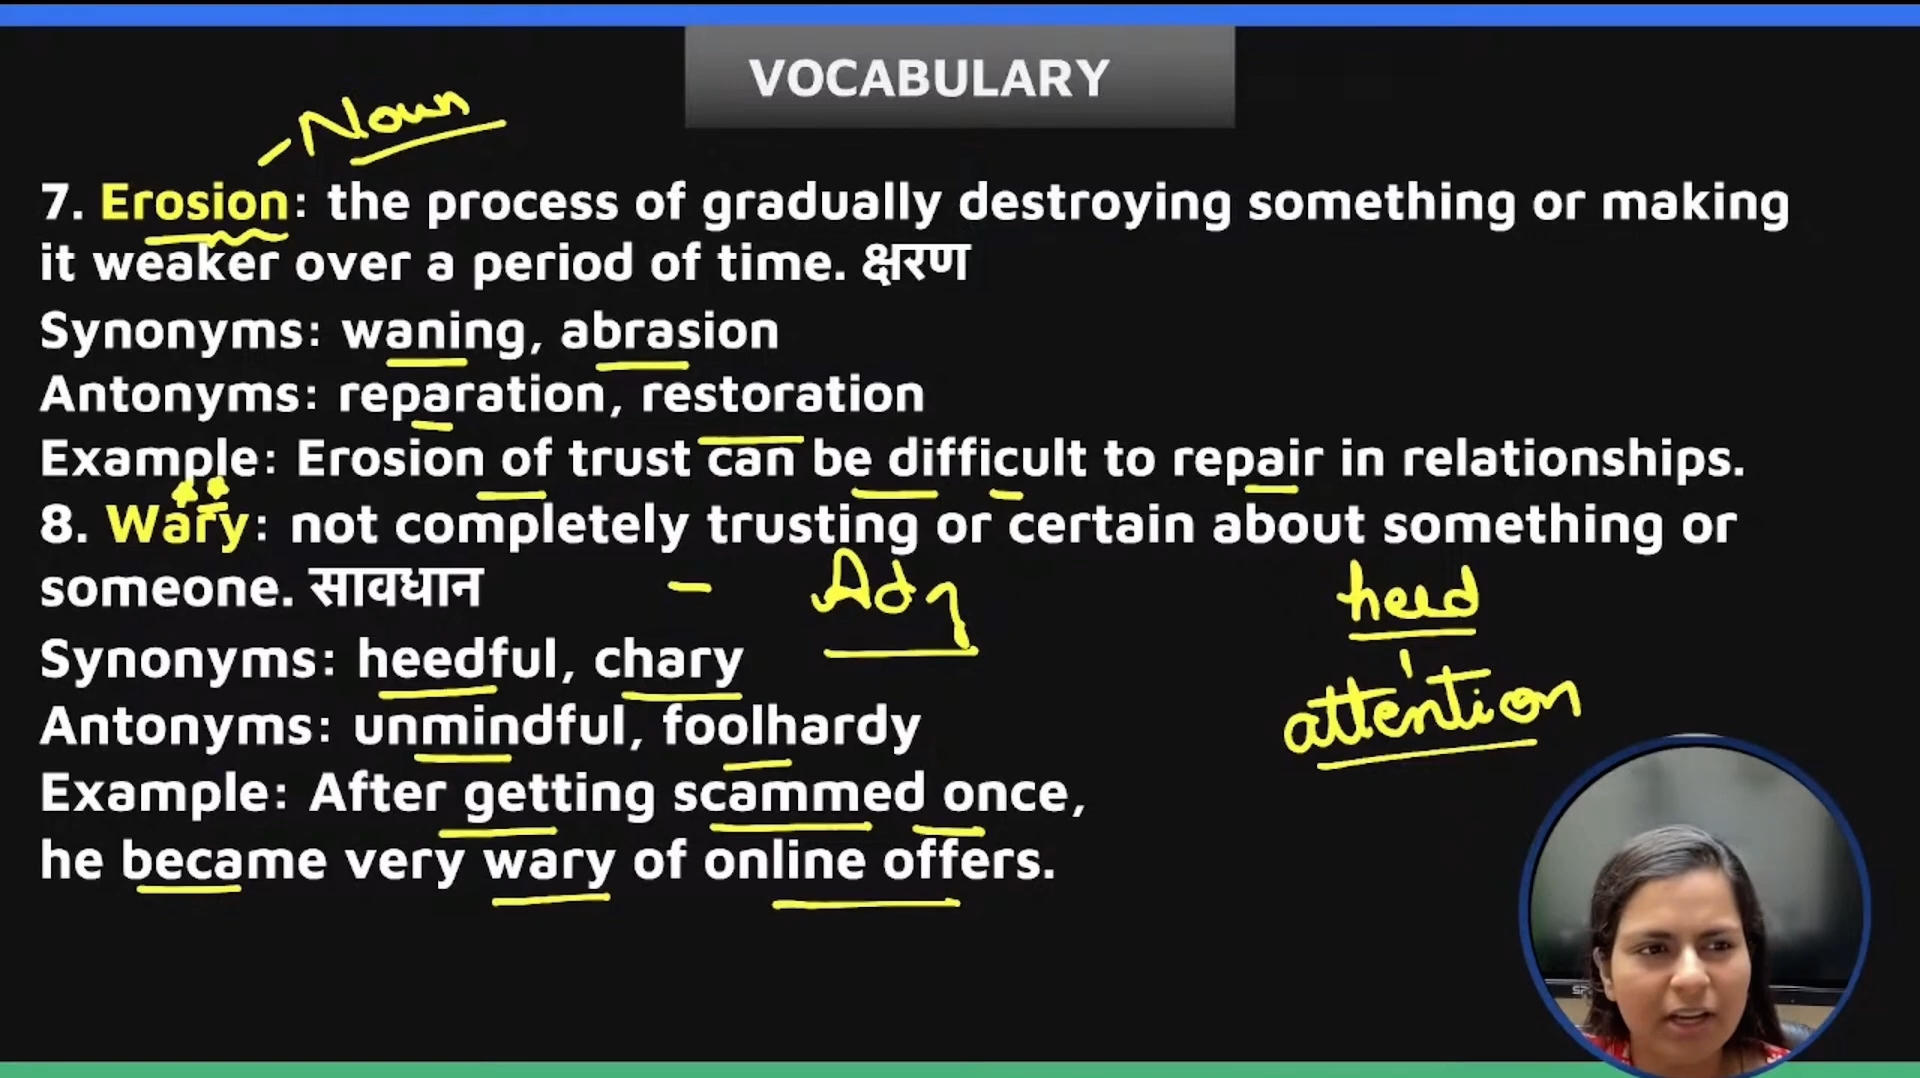 VOCABULARY
- Noun
7. Erosion: the process of gradually destroying something or making
it weaker over a period of time. क्षरण
Synonyms: waning, abrasion
Antonyms: reparation, restoration
Example: Erosion of trust can be difficult to repair in relationships.
8. Wary: not completely trusting or certain about something or
someone. सावधान
- Adj
heed
Synonyms: heedful, chary
attention
Antonyms: unmindful, foolhardy
Example: After getting scammed once,
he became very wary of online offers.